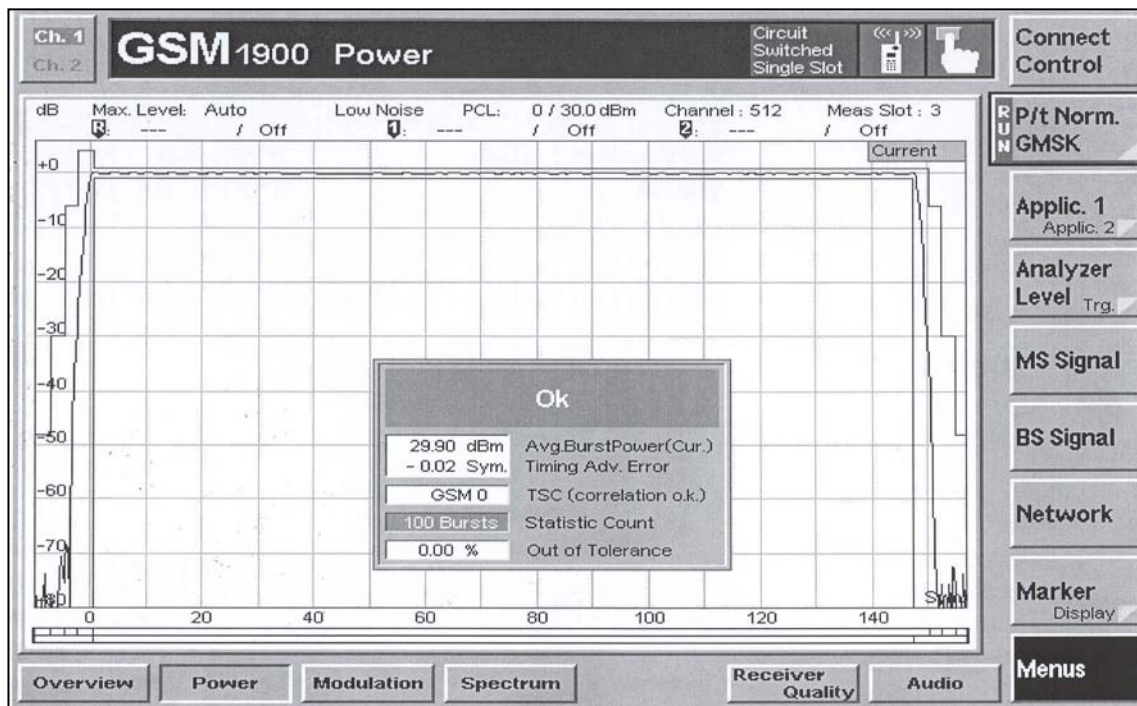 Ch. 1
Ch. 2
GSM 1900 Power
Circuit
Switched
Single Slot
Connect
Control
dB Max. Level: Auto Low Noise PCL: 0 / 30.0 dBm Channel : 512 Meas Slot : 3
R: --- / Off 1: --- / Off 2: --- / Off
Current
RUN
P/t Norm.
GMSK
Applic. 1
Applic. 2
Analyzer
Level Trg.
MS Signal
BS Signal
Network
Marker
Display
Menus
+0
-10
-20
-30
-40
-50
-60
-70
Ok
29.90 dBm Avg.BurstPower(Cur.)
- 0.02 Sym. Timing Adv. Error
GSM 0 TSC (correlation o.k.)
100 Bursts Statistic Count
0.00 % Out of Tolerance
0 20 40 60 80 100 120 140
Overview Power Modulation Spectrum Receiver Quality Audio